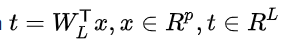 t = W_L^⊤ x, x ∈ R^p, t ∈ R^L